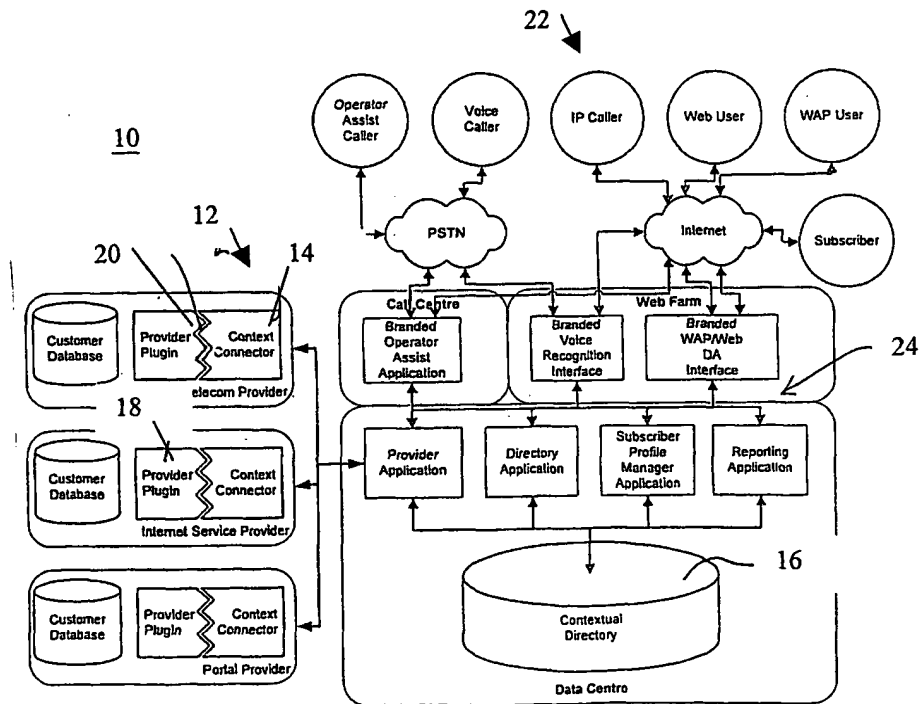 22
Operator
Assist
Caller
Voice
Caller
IP Caller
Web User
WAP User
10
PSTN
Internet
Subscriber
12
20
14
Customer
Database
Provider
Plugin
Context
Connector
elecom Provider
18
Customer
Database
Provider
Plugin
Context
Connector
Internet Service Provider
Customer
Database
Provider
Plugin
Context
Connector
Portal Provider
Call Centre
Web Farm
Branded
Operator
Assist
Application
Branded
Voice
Recognition
Interface
Branded
WAP/Web
DA
Interface
24
Provider
Application
Directory
Application
Subscriber
Profile
Manager
Application
Reporting
Application
16
Contextual
Directory
Data Centro